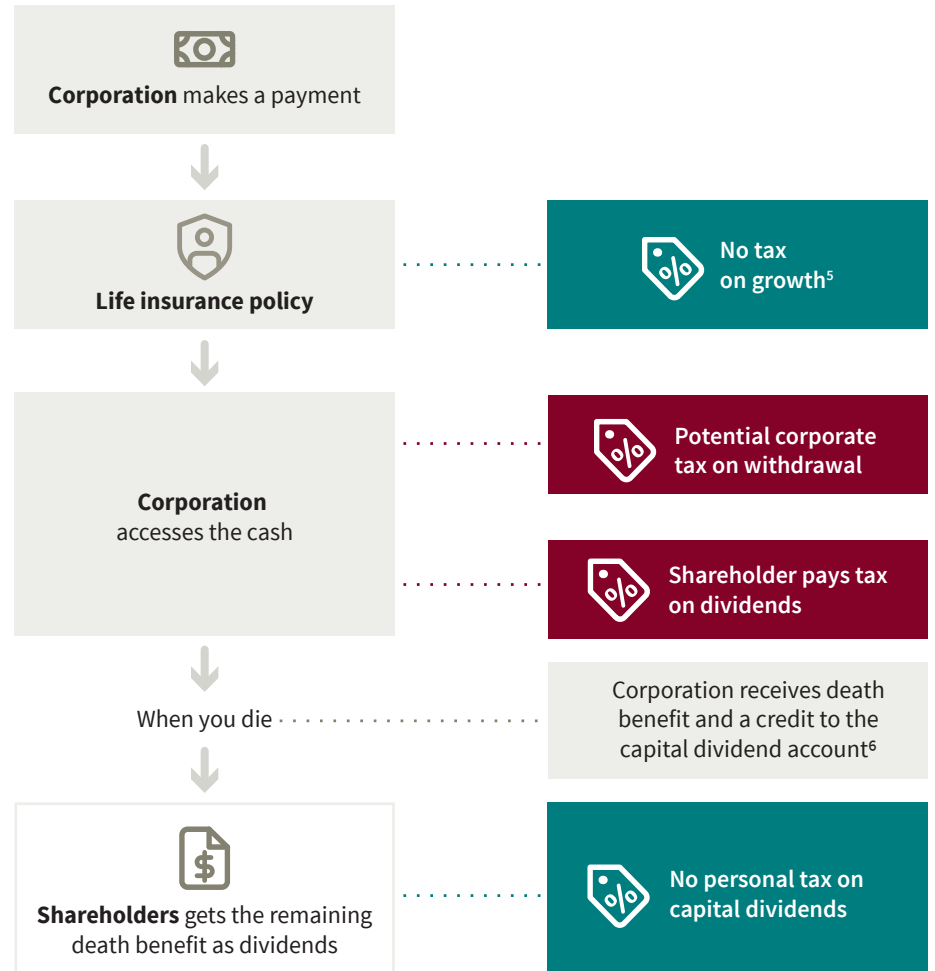 Corporation makes a payment
Life insurance policy
No tax
on growth⁵
Corporation
accesses the cash
Potential corporate
tax on withdrawal
Shareholder pays tax
on dividends
When you die
Corporation receives death
benefit and a credit to the
capital dividend account⁶
Shareholders gets the remaining
death benefit as dividends
No personal tax on
capital dividends